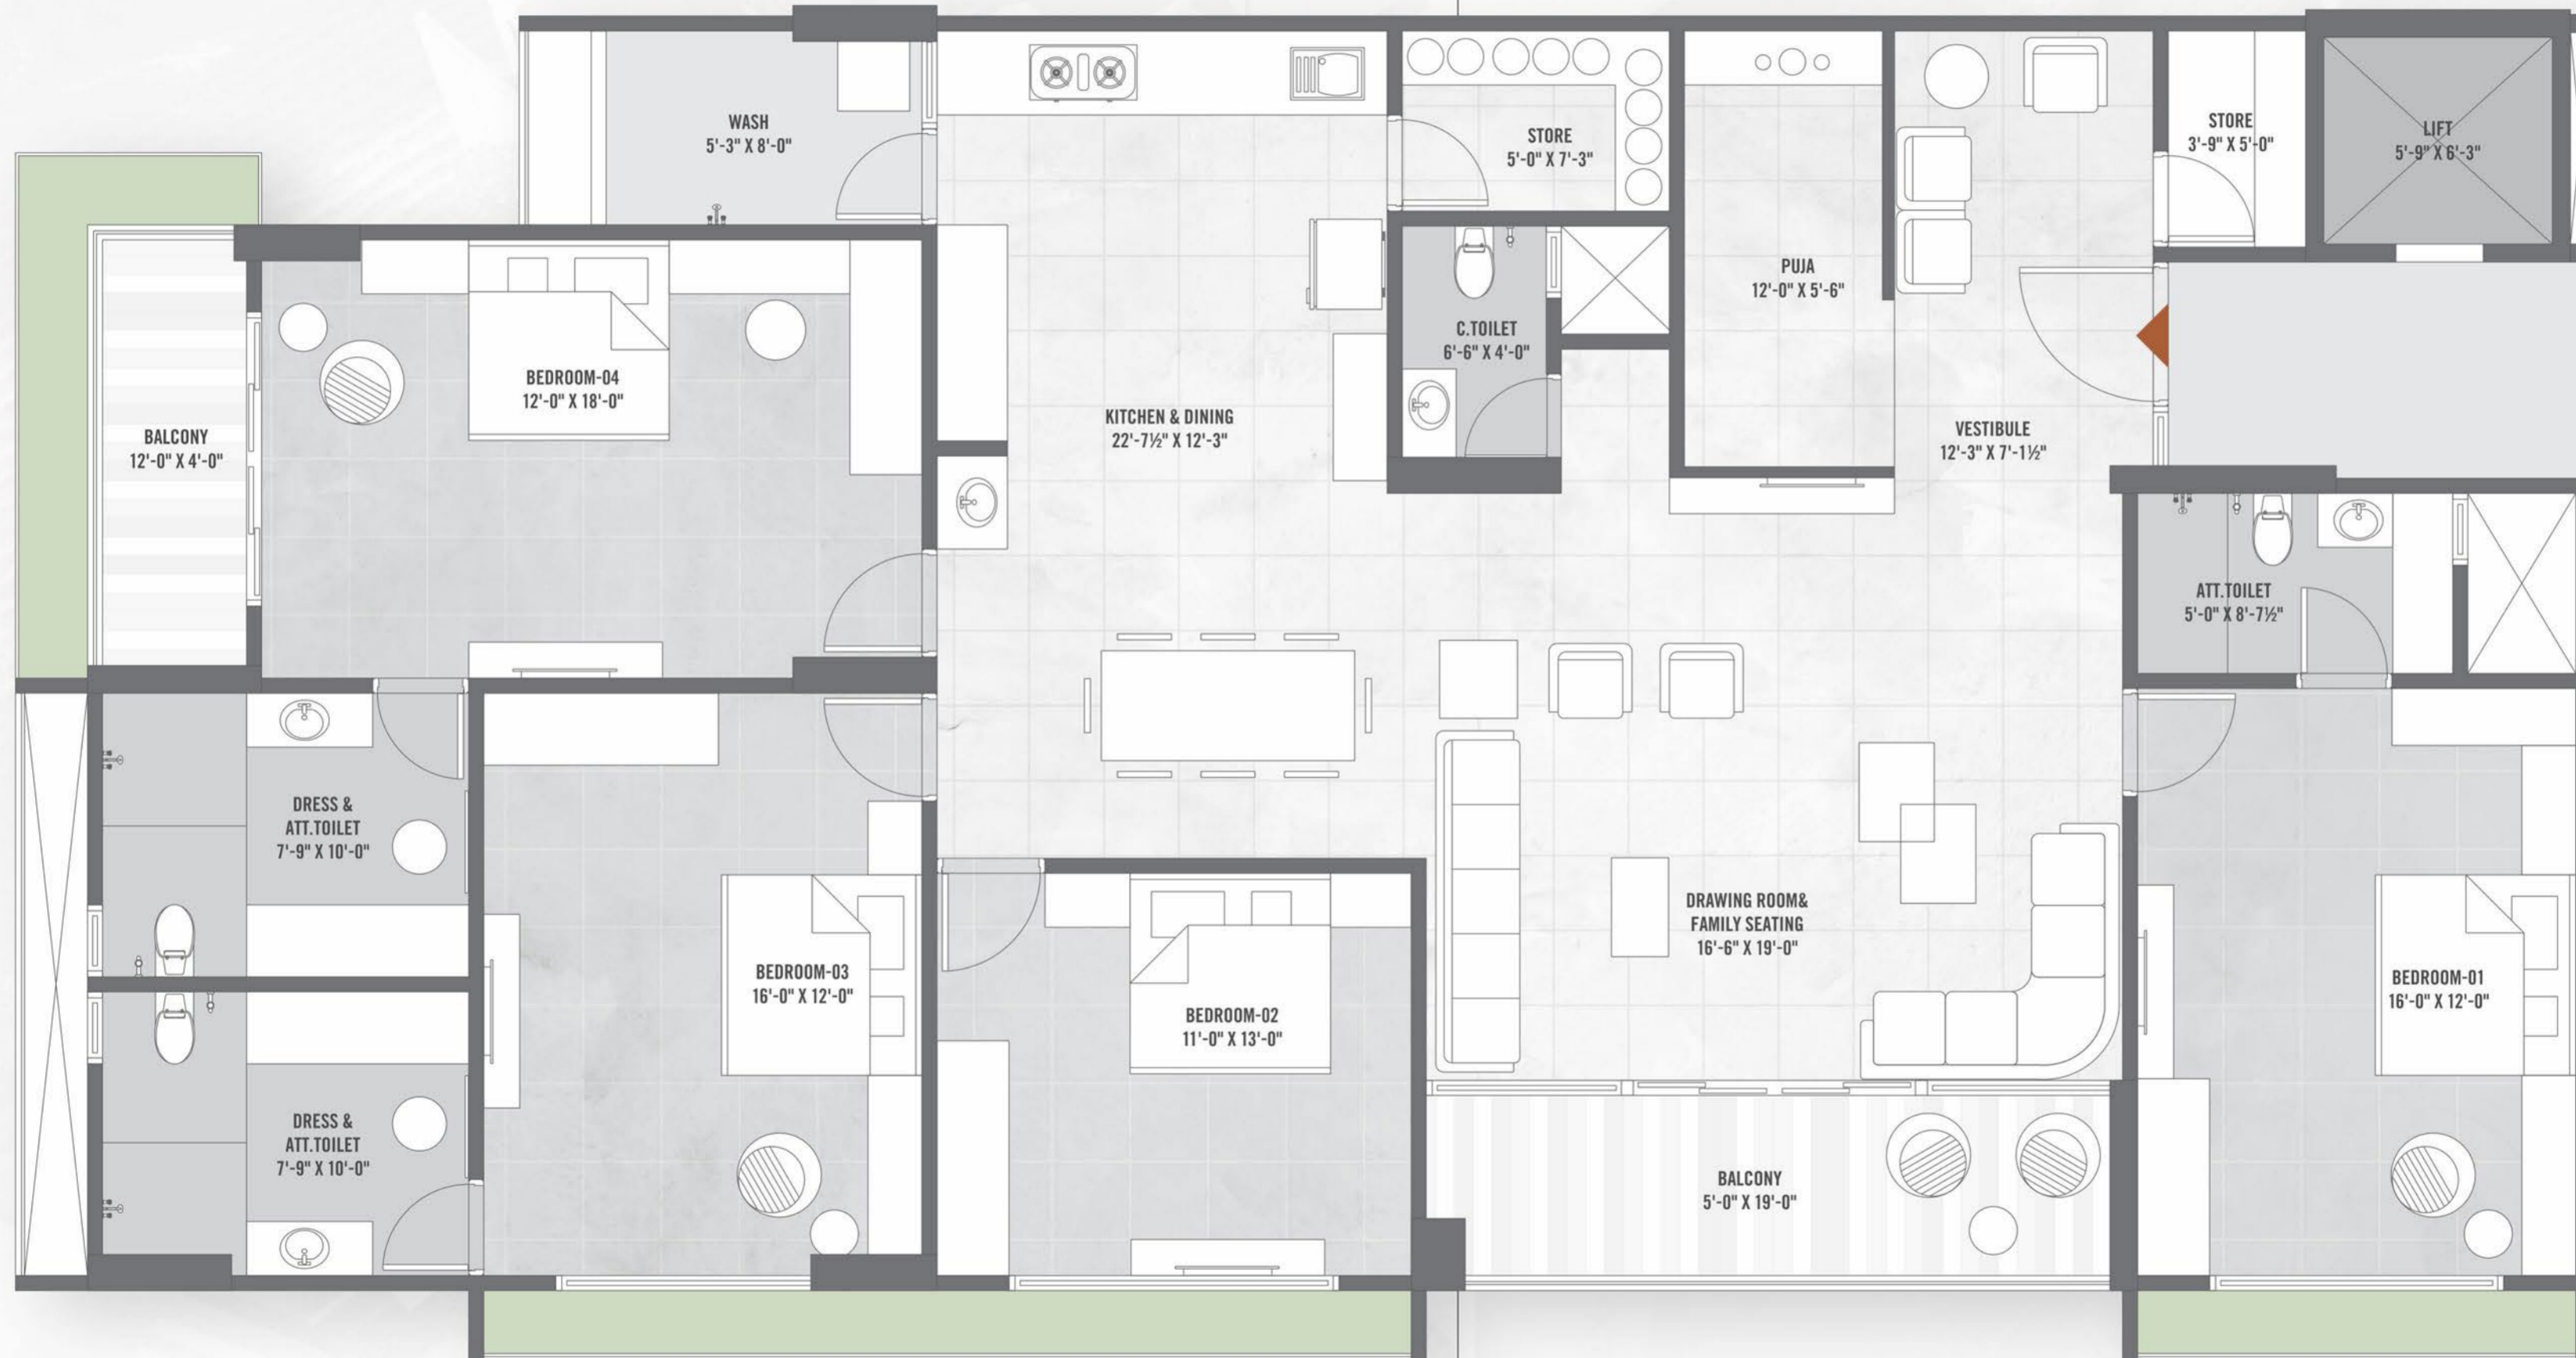 WASH
5'-3" X 8'-0"
STORE
5'-0" X 7'-3"
STORE
3'-9" X 5'-0"
LIFT
5'-9" X 6'-3"
PUJA
12'-0" X 5'-6"
C.TOILET
6'-6" X 4'-0"
BEDROOM-04
12'-0" X 18'-0"
BALCONY
12'-0" X 4'-0"
KITCHEN & DINING
22'-7½" X 12'-3"
VESTIBULE
12'-3" X 7'-1½"
ATT.TOILET
5'-0" X 8'-7½"
DRESS &
ATT.TOILET
7'-9" X 10'-0"
BEDROOM-03
16'-0" X 12'-0"
DRAWING ROOM&
FAMILY SEATING
16'-6" X 19'-0"
BEDROOM-01
16'-0" X 12'-0"
BEDROOM-02
11'-0" X 13'-0"
DRESS &
ATT.TOILET
7'-9" X 10'-0"
BALCONY
5'-0" X 19'-0"